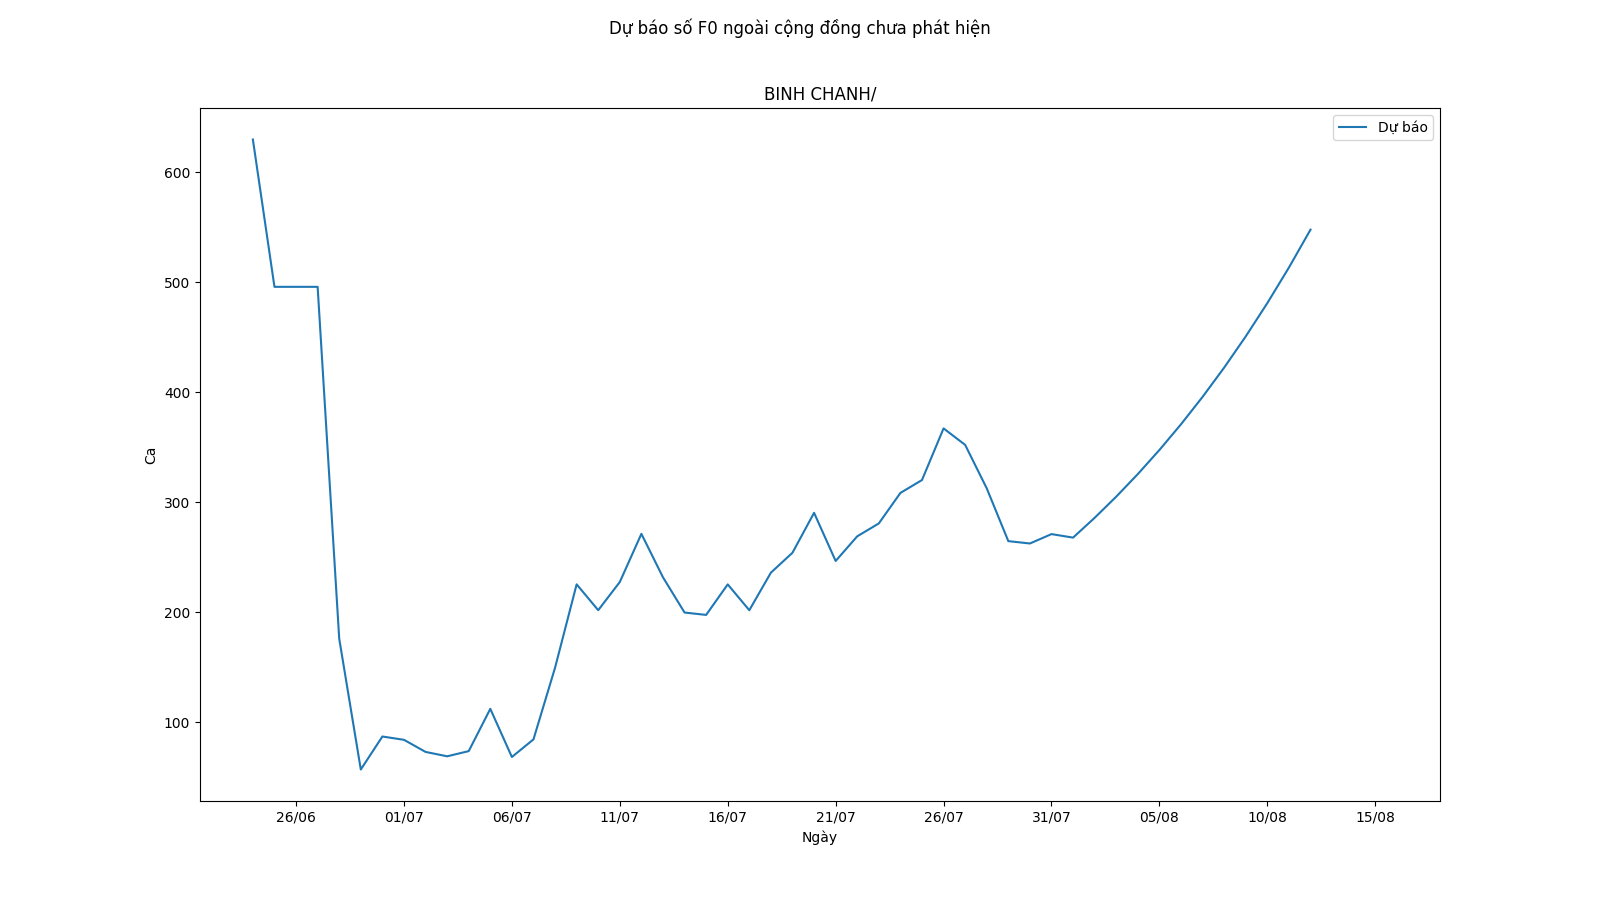 Dự báo số F0 ngoài cộng đồng chưa phát hiện
BINH CHANH/
Dự báo
600
500
400
300
200
100
Ca
26/06 01/07 06/07 11/07 16/07 21/07 26/07 31/07 05/08 10/08 15/08
Ngày